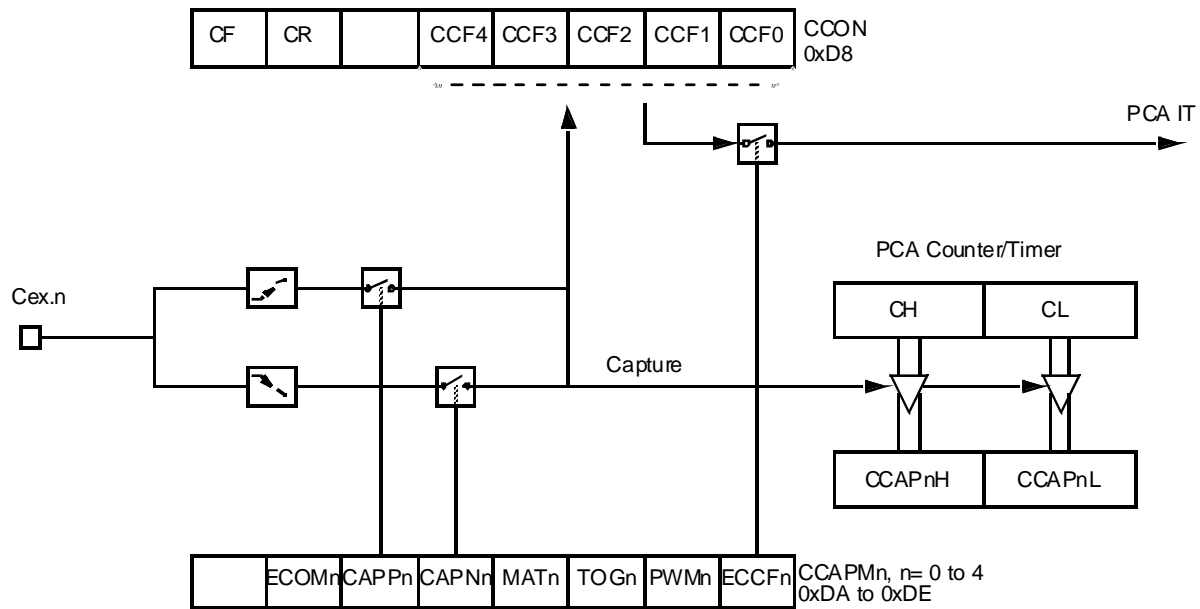 CF CR CCF4 CCF3 CCF2 CCF1 CCF0 CCON
0xD8
PCA IT
PCA Counter/Timer
Cex.n
CH CL
Capture
CCAPnH CCAPnL
ECOMn CAPPn CAPNn MATn TOGn PWMn ECCFn CCAPMn, n= 0 to 4
0xDA to 0xDE